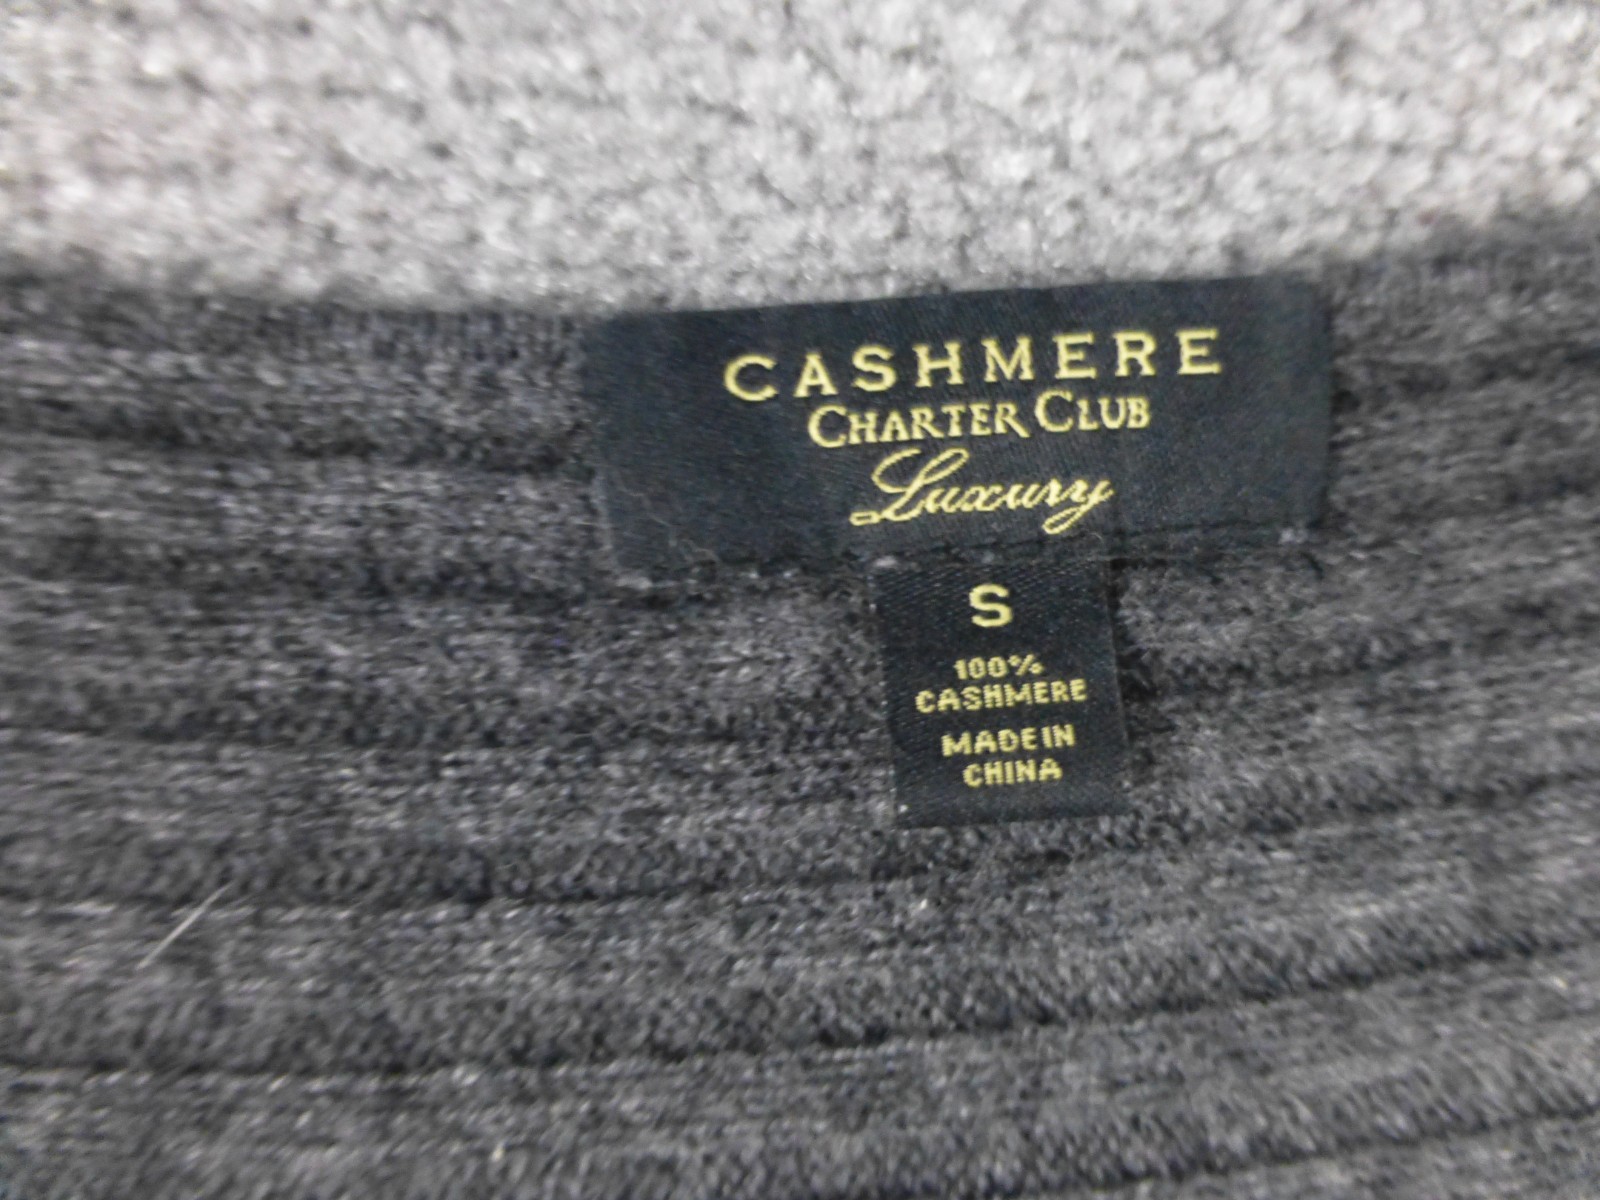 CASHMERE
CHARTER CLUB
Luxury
S
100%
CASHMERE
MADE IN
CHINA